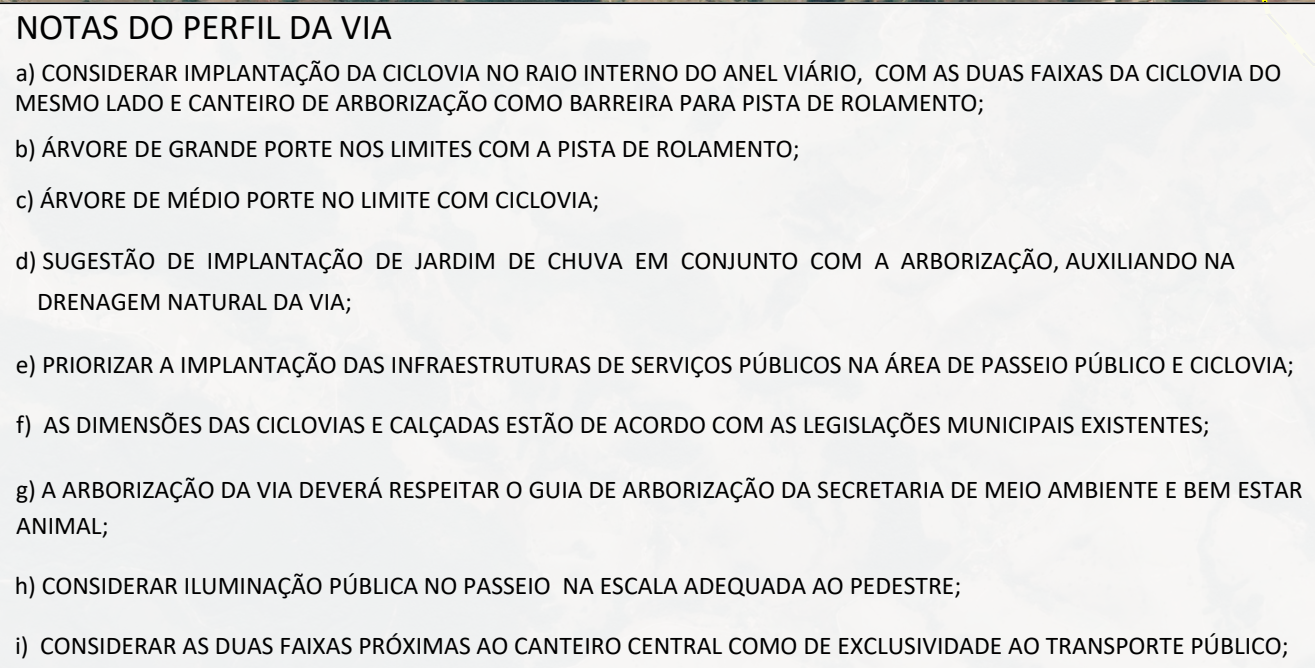 NOTAS DO PERFIL DA VIA
a) CONSIDERAR IMPLANTAÇÃO DA CICLOVIA NO RAIO INTERNO DO ANEL VIÁRIO, COM AS DUAS FAIXAS DA CICLOVIA DO
MESMO LADO E CANTEIRO DE ARBORIZAÇÃO COMO BARREIRA PARA PISTA DE ROLAMENTO;
b) ÁRVORE DE GRANDE PORTE NOS LIMITES COM A PISTA DE ROLAMENTO;
c) ÁRVORE DE MÉDIO PORTE NO LIMITE COM CICLOVIA;
d) SUGESTÃO DE IMPLANTAÇÃO DE JARDIM DE CHUVA EM CONJUNTO COM A ARBORIZAÇÃO, AUXILIANDO NA
DRENAGEM NATURAL DA VIA;
e) PRIORIZAR A IMPLANTAÇÃO DAS INFRAESTRUTURAS DE SERVIÇOS PÚBLICOS NA ÁREA DE PASSEIO PÚBLICO E CICLOVIA;
f) AS DIMENSÕES DAS CICLOVIAS E CALÇADAS ESTÃO DE ACORDO COM AS LEGISLAÇÕES MUNICIPAIS EXISTENTES;
g) A ARBORIZAÇÃO DA VIA DEVERÁ RESPEITAR O GUIA DE ARBORIZAÇÃO DA SECRETARIA DE MEIO AMBIENTE E BEM ESTAR
ANIMAL;
h) CONSIDERAR ILUMINAÇÃO PÚBLICA NO PASSEIO NA ESCALA ADEQUADA AO PEDESTRE;
i) CONSIDERAR AS DUAS FAIXAS PRÓXIMAS AO CANTEIRO CENTRAL COMO DE EXCLUSIVIDADE AO TRANSPORTE PÚBLICO;